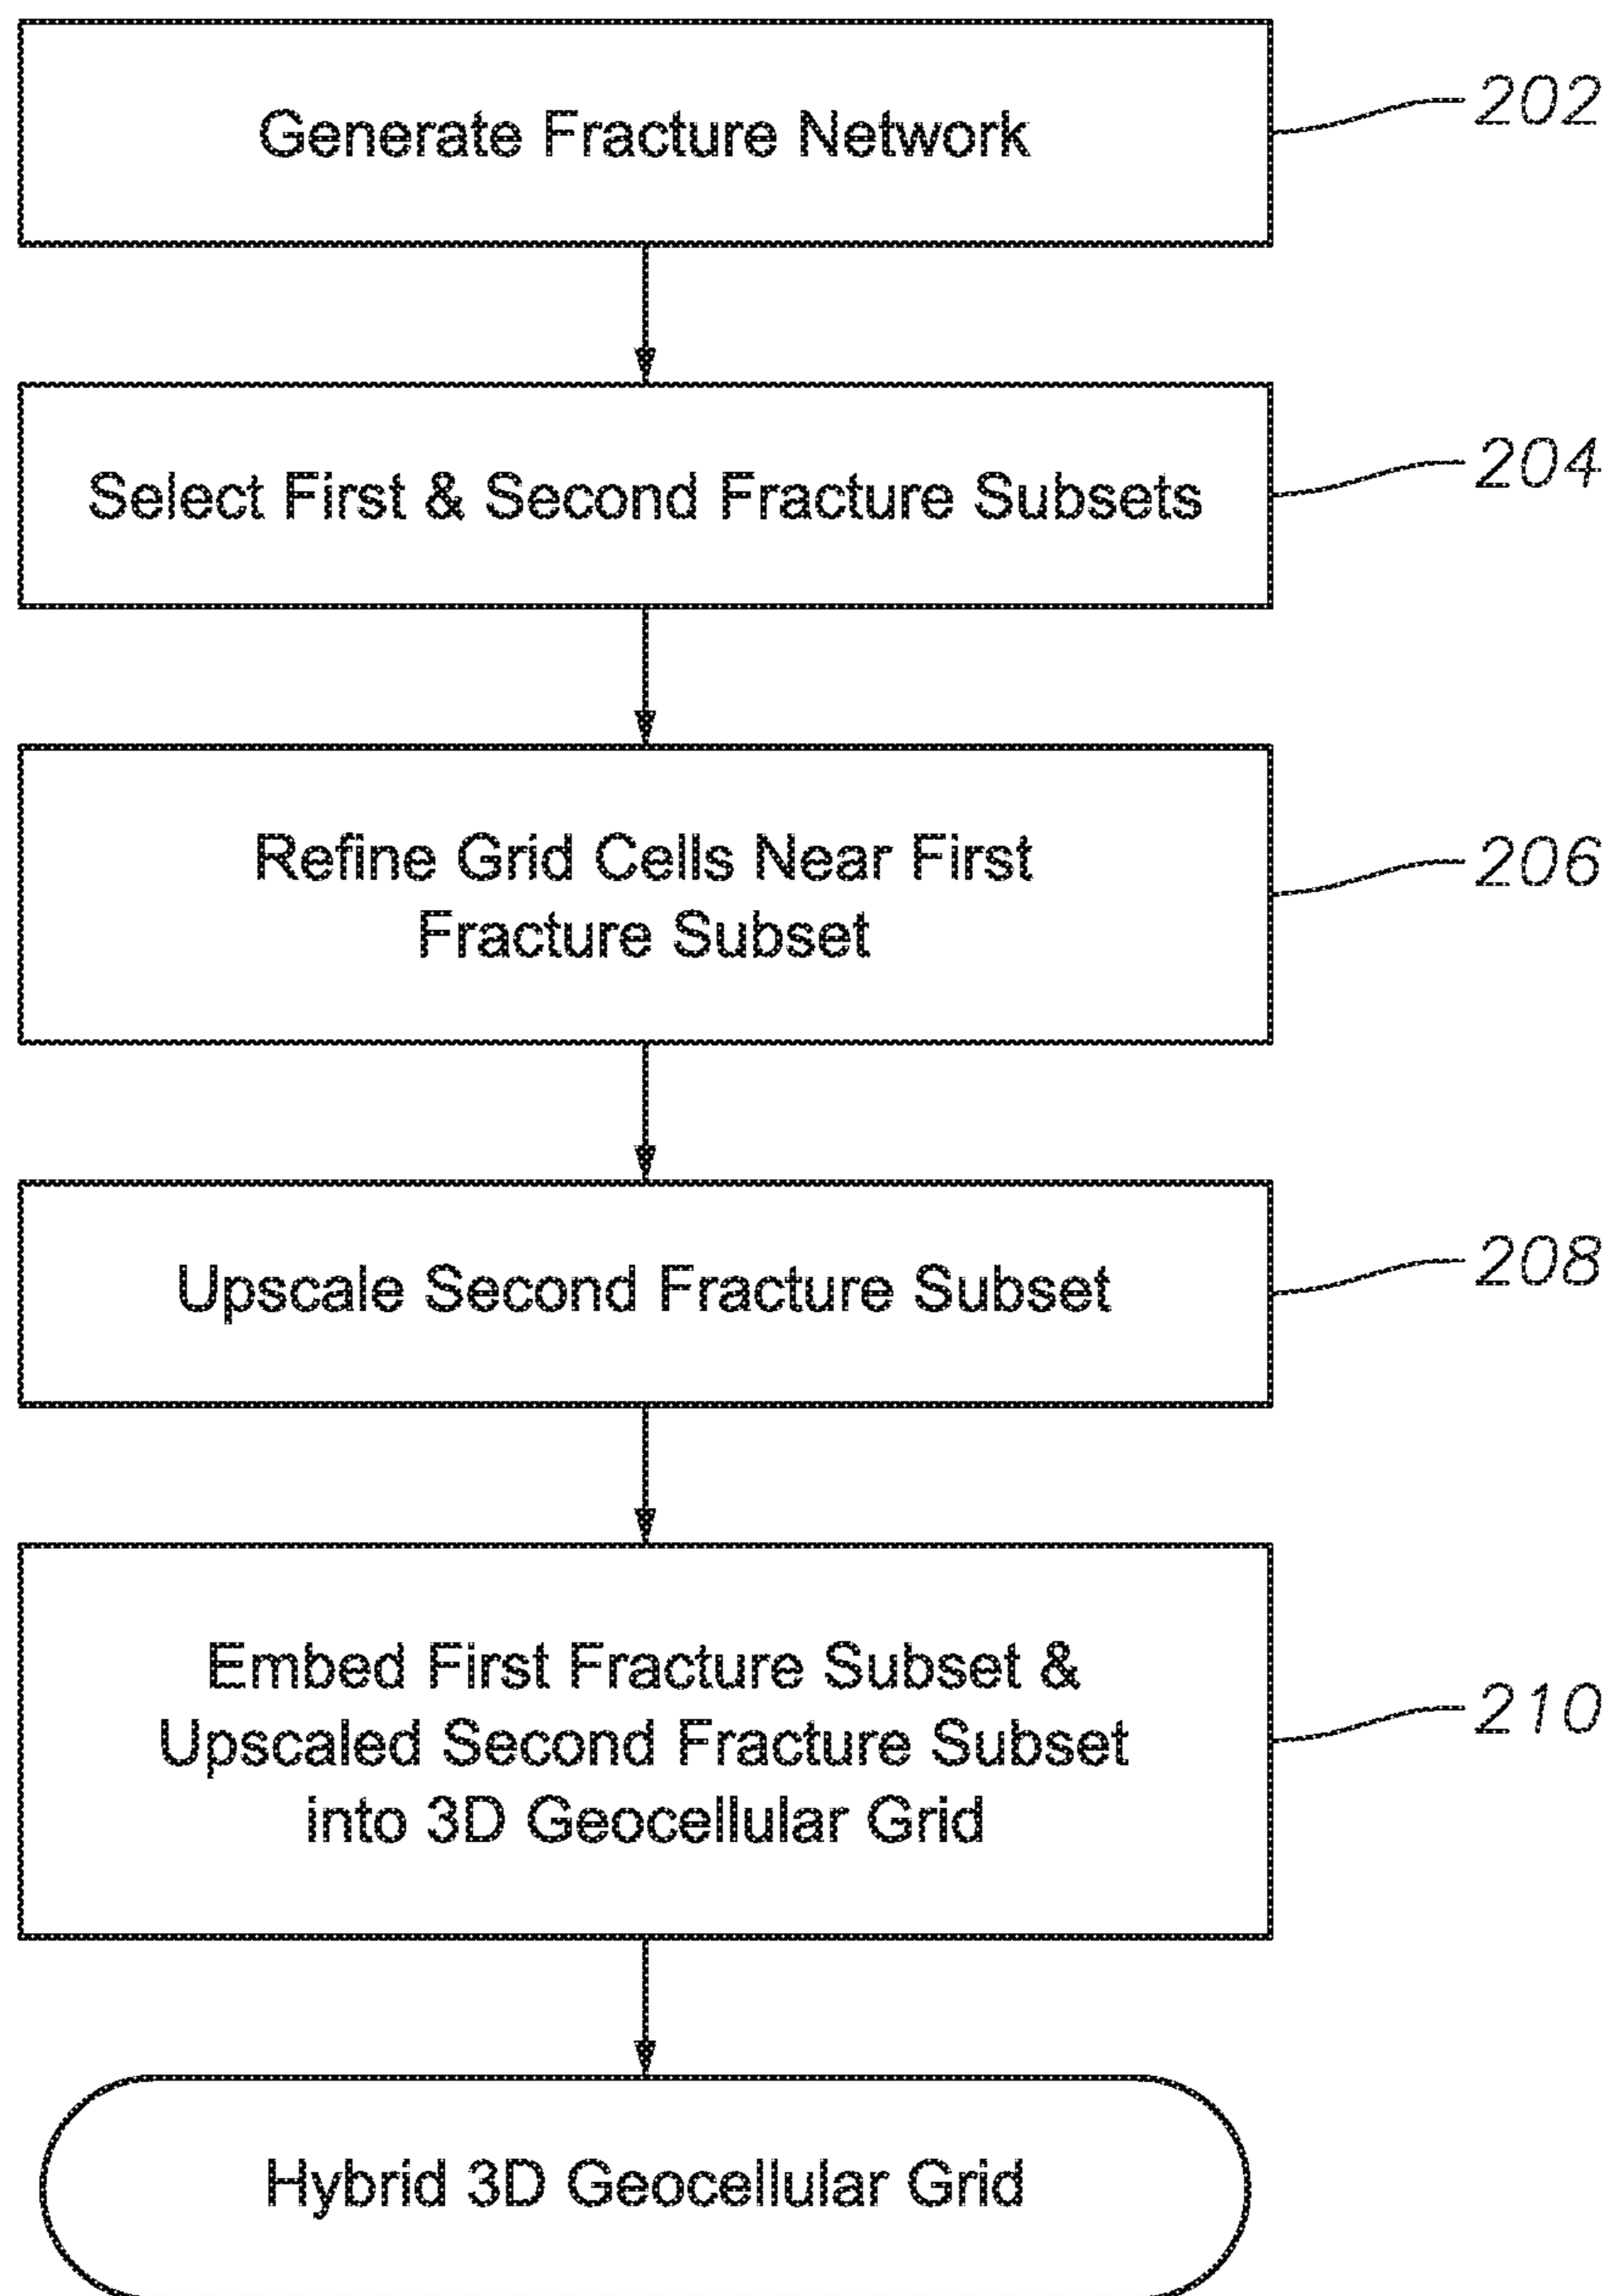 Generate Fracture Network
202
Select First & Second Fracture Subsets
204
Refine Grid Cells Near First
Fracture Subset
206
Upscale Second Fracture Subset
208
Embed First Fracture Subset &
Upscaled Second Fracture Subset
into 3D Geocellular Grid
210
Hybrid 3D Geocellular Grid